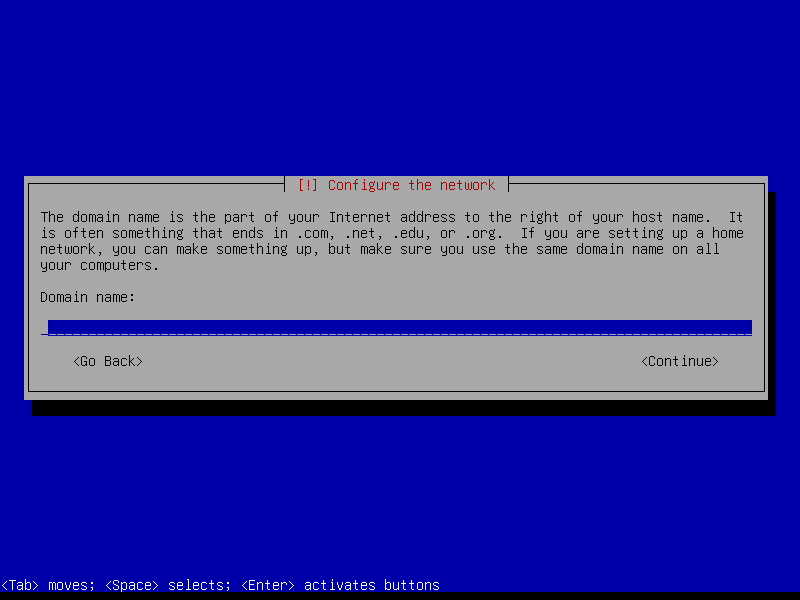 [!] Configure the network
The domain name is the part of your Internet address to the right of your host name.  It
is often something that ends in .com, .net, .edu, or .org.  If you are setting up a home
network, you can make something up, but make sure you use the same domain name on all
your computers.
Domain name:
<Go Back> <Continue>
<Tab> moves; <Space> selects; <Enter> activates buttons